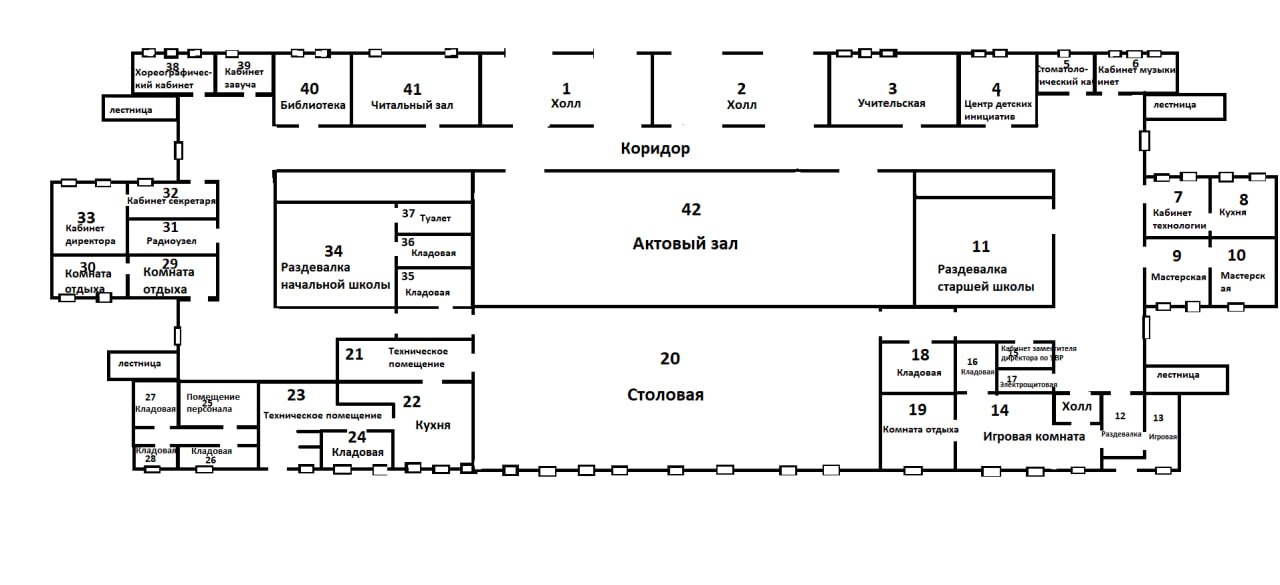 38
Хореографичес-
кий кабинет
39
Кабинет
завуча
40
Библиотека
41
Читальный зал
1
Холл
2
Холл
3
Учительская
4
Центр детских
инициатив
5
Стоматоло-
6
Кабинет музыки
лестница
лестница
Коридор
32
Кабинет секретаря
33
Кабинет
директора
31
Радиоузел
29
Комната
отдыха
30
Комната
отдыха
34
Раздевалка
начальной школы
37
Туалет
36
Кладовая
35
Кладовая
42
Актовый зал
11
Раздевалка
старшей школы
7
Кабинет
технологии
8
Кухня
9
Мастерская
10
Мастерск
ая
лестница
лестница
21
Техническое
помещение
27
Кладовая
28
Кладовая
25
Помещение
персонала
26
Кладовая
23
Техническое помещение
24
Кладовая
22
Кухня
20
Столовая
18
Кладовая
19
Комната отдыха
16
Кладовая
15
Кабинет заместителя
директора по УВР
17
Электрощитовая
14
Игровая комната
Холл
12
Раздевалка
13
Игровая